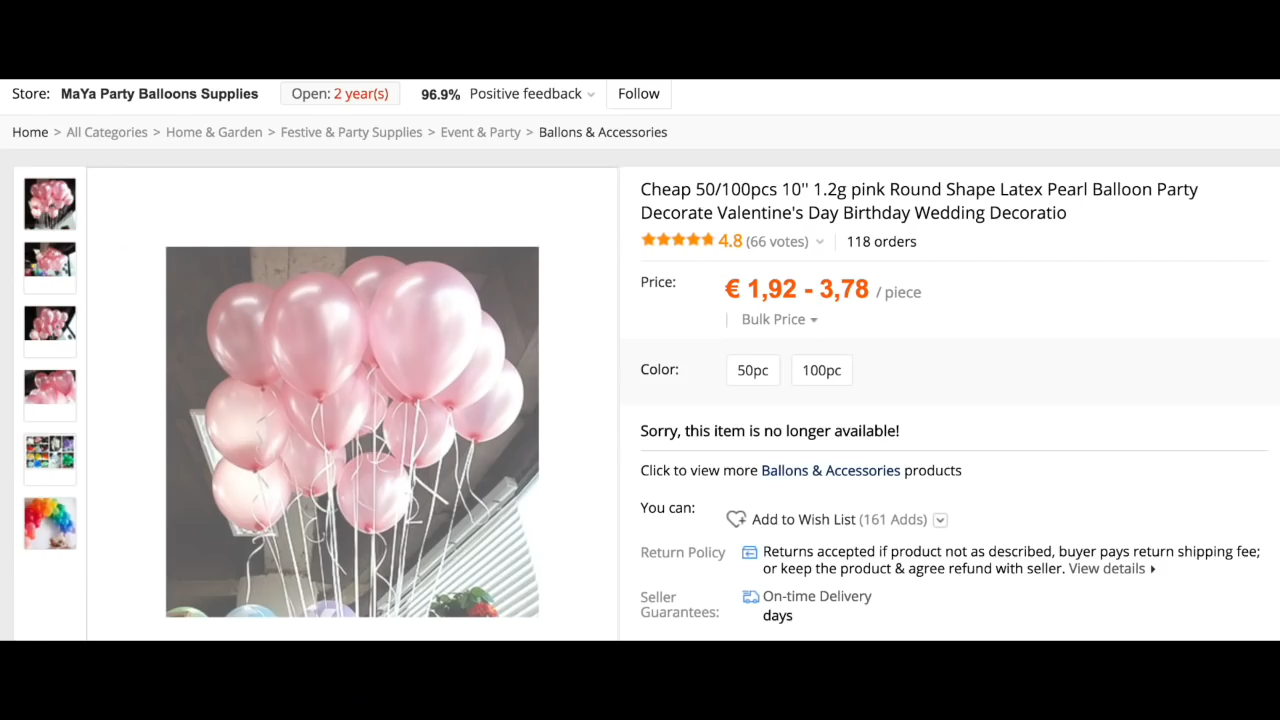 Store: MaYa Party Balloons Supplies Open: 2 year(s) 96.9% Positive feedback Follow
Home > All Categories > Home & Garden > Festive & Party Supplies > Event & Party > Ballons & Accessories
Cheap 50/100pcs 10'' 1.2g pink Round Shape Latex Pearl Balloon Party
Decorate Valentine's Day Birthday Wedding Decoratio
4.8 (66 votes) 118 orders
Price: € 1,92 - 3,78 / piece
Bulk Price
Color: 50pc 100pc
Sorry, this item is no longer available!
Click to view more Ballons & Accessories products
You can: Add to Wish List (161 Adds)
Return Policy Returns accepted if product not as described, buyer pays return shipping fee;
or keep the product & agree refund with seller. View details
Seller On-time Delivery
Guarantees: days